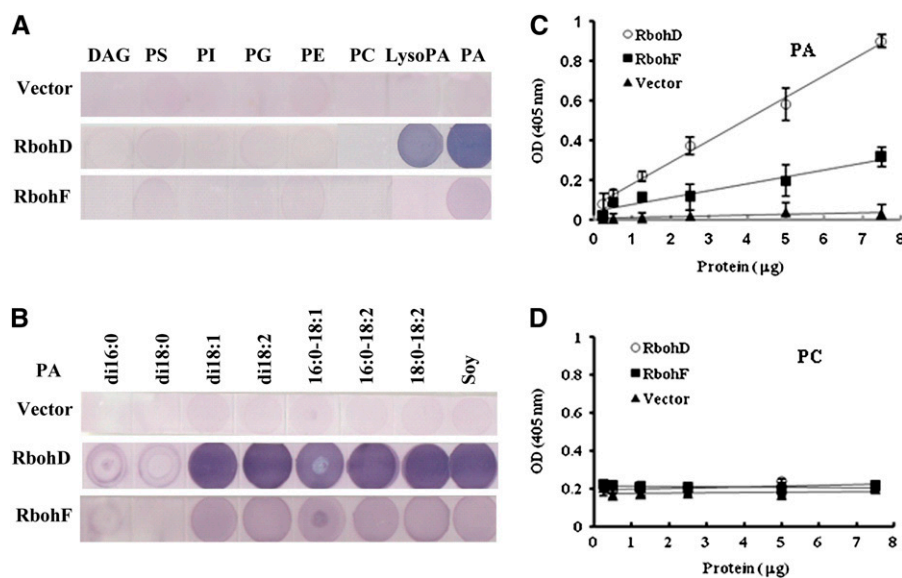 A
DAG PS PI PG PE PC LysoPA PA
Vector
RbohD
RbohF
B
PA di16:0 di18:0 di18:1 di18:2 16:0-18:1 16:0-18:2 18:0-18:2 Soy
Vector
RbohD
RbohF
C
PA
RbohD
RbohF
Vector
OD (405 nm)
1
0.8
0.6
0.4
0.2
0
0 1 2 3 4 5 6 7 8
Protein (μg)
D
PC
RbohD
RbohF
Vector
OD (405 nm)
1
0.8
0.6
0.4
0.2
0
0 1 2 3 4 5 6 7 8
Protein (μg)